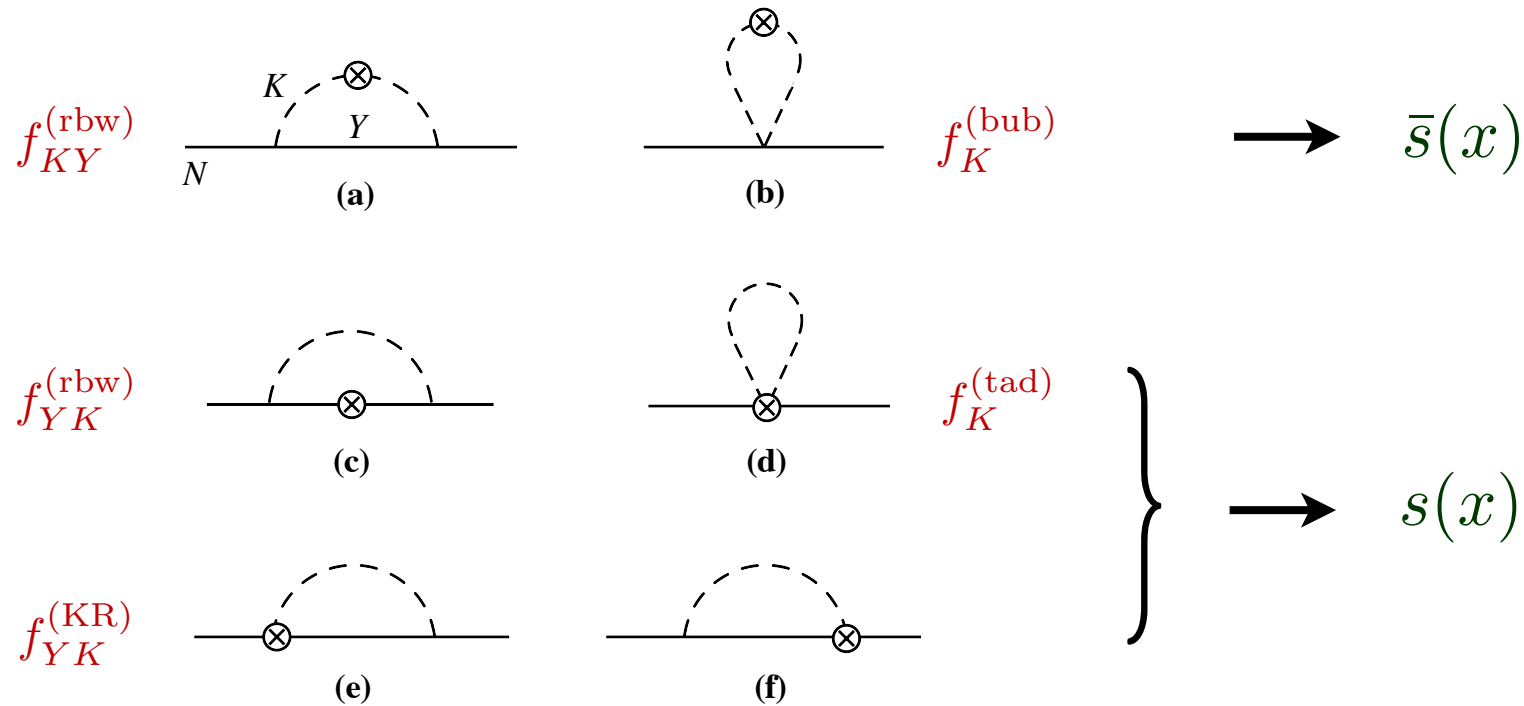 f_{KY}^{(rbw)} K Y N f_K^{(bub)} s̅(x)
(a) (b)
f_{YK}^{(rbw)} f_K^{(tad)}
(c) (d)
s(x)
f_{YK}^{(KR)}
(e) (f)